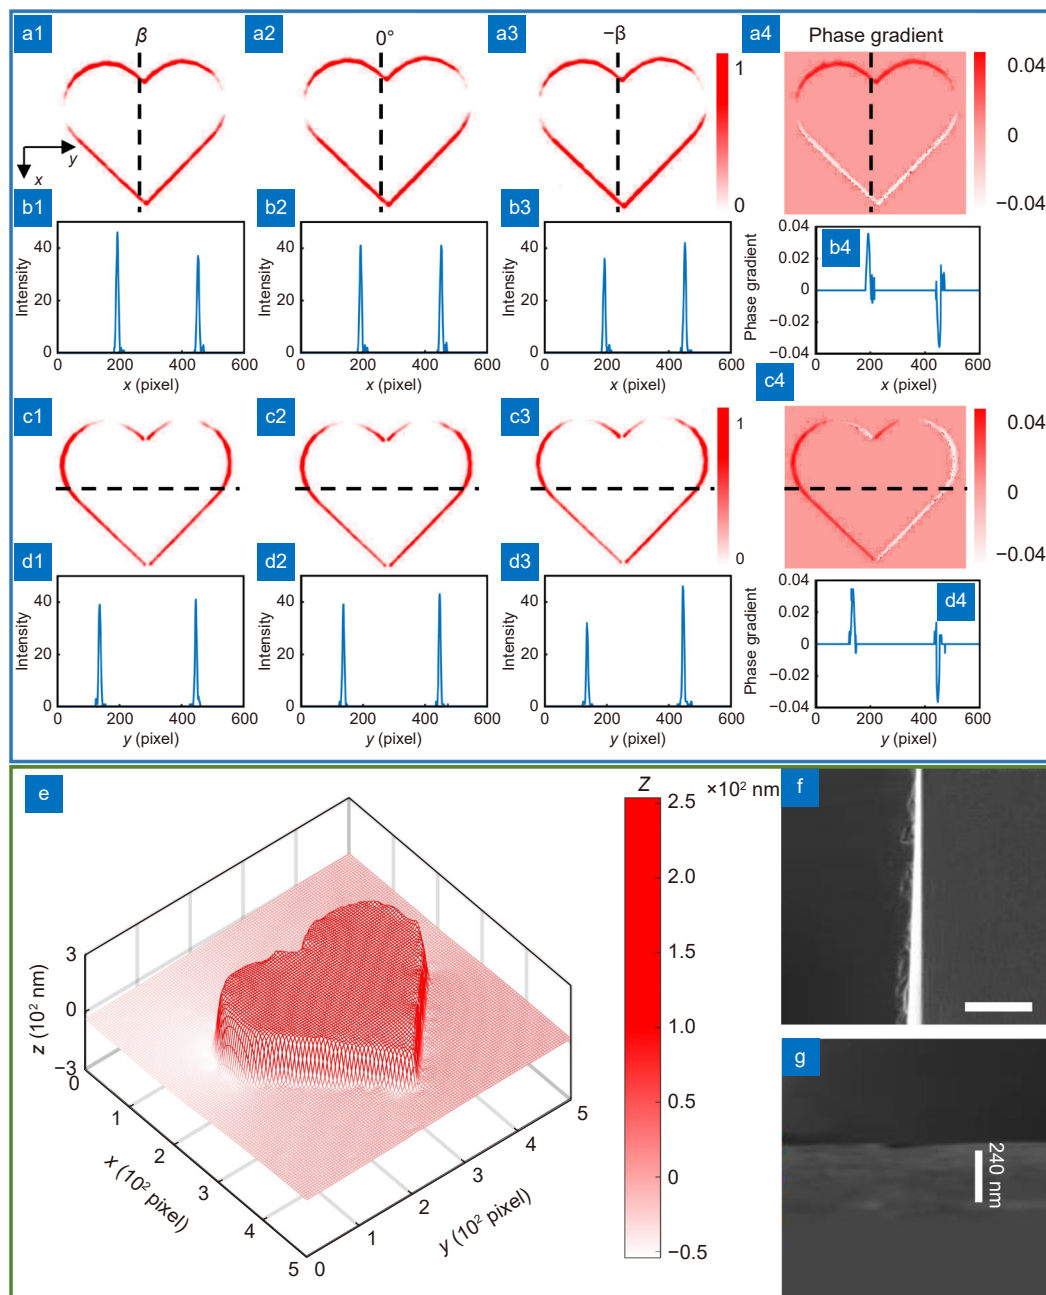 a1 β a2 0° a3 −β a4 Phase gradient
1
0
0.04
0
−0.04
y
x
b1 b2 b3 b4
Intensity
40
20
0
0 200 400 600
x (pixel)
Intensity
40
20
0
0 200 400 600
x (pixel)
Intensity
40
20
0
0 200 400 600
x (pixel)
Phase gradient
0.04
0.02
0
−0.02
−0.04
0 200 400 600
x (pixel)
c1 c2 c3 c4
1
0
0.04
0
−0.04
d1 d2 d3 d4
Intensity
40
20
0
0 200 400 600
y (pixel)
Intensity
40
20
0
0 200 400 600
y (pixel)
Intensity
40
20
0
0 200 400 600
y (pixel)
Phase gradient
0.04
0.02
0
−0.02
−0.04
0 200 400 600
y (pixel)
e
z (10² nm)
3
0
−3
0
1
2
3
4
5
x (10² pixel)
0
1
2
3
4
5
y (10² pixel)
Z
×10² nm
2.5
2.0
1.5
1.0
0.5
0
−0.5
f
g
240 nm